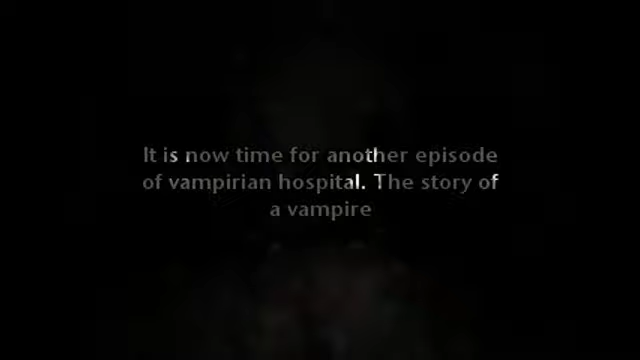 It is now time for another episode
of vampirian hospital. The story of
a vampire